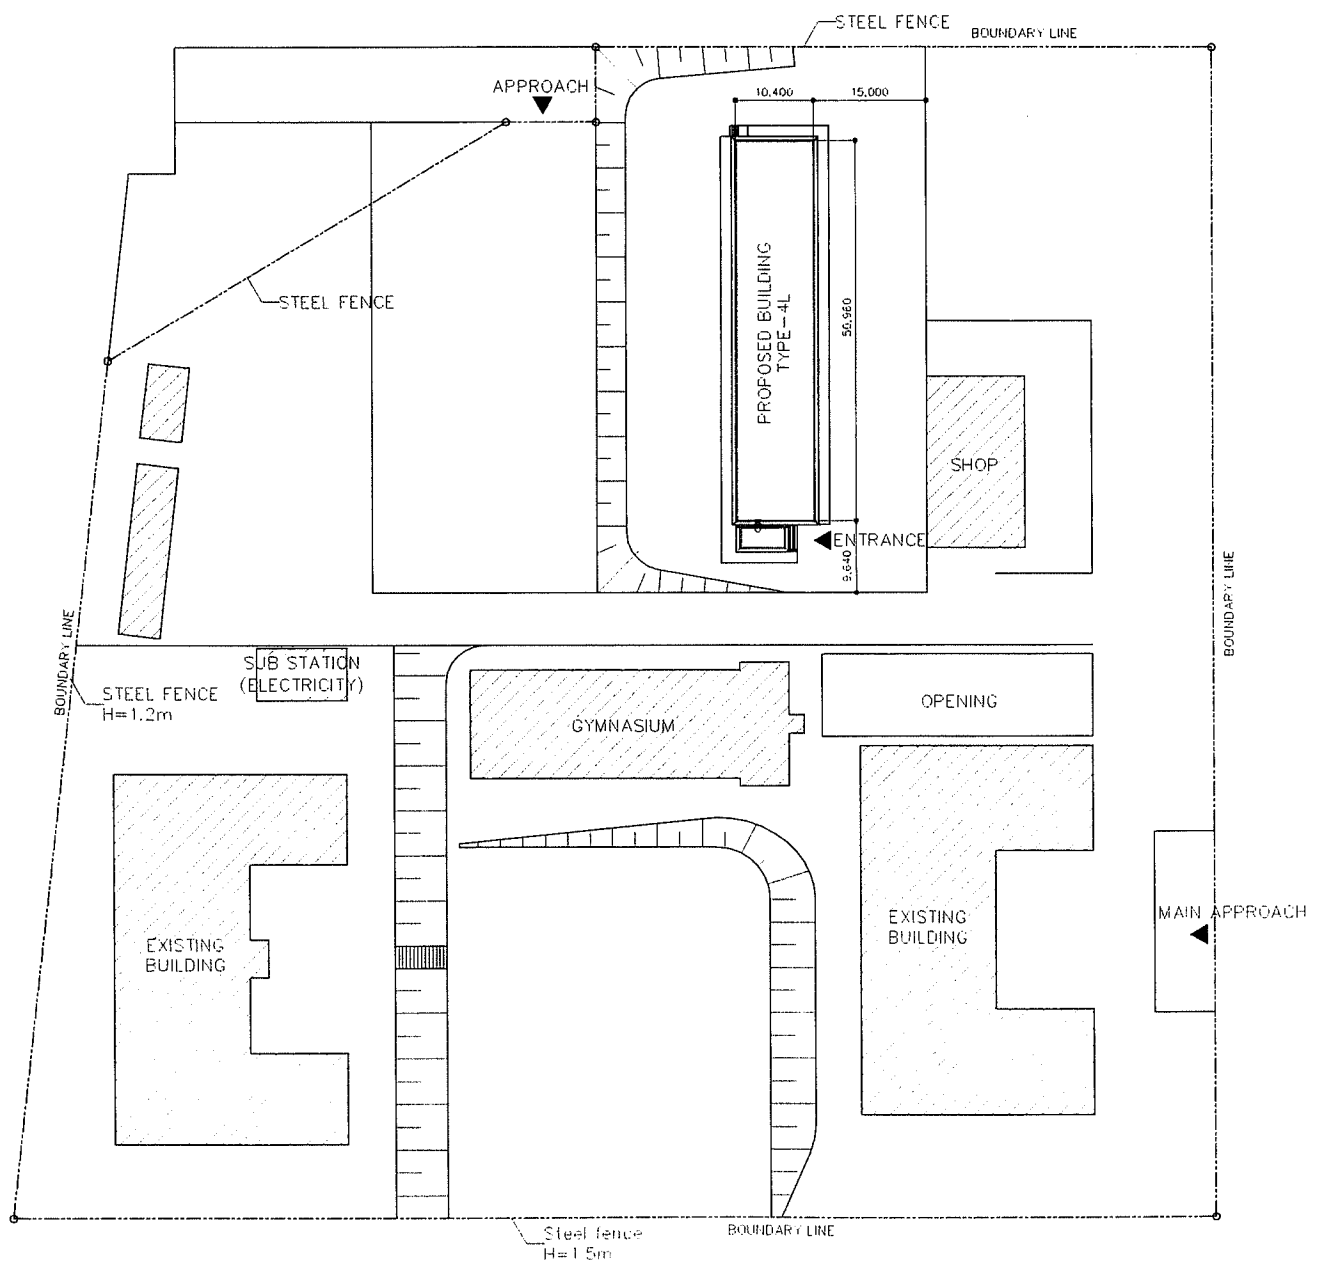 STEEL FENCE
BOUNDARY LINE
APPROACH
10,400
15,000
STEEL FENCE
PROPOSED BUILDING
TYPE-4L
50,960
SHOP
ENTRANCE
9,640
BOUNDARY LINE
BOUNDARY LINE
SUB STATION
(ELECTRICITY)
STEEL FENCE
H=1.2m
GYMNASIUM
OPENING
EXISTING
BUILDING
EXISTING
BUILDING
MAIN APPROACH
Steel fence
H=1.5m
BOUNDARY LINE